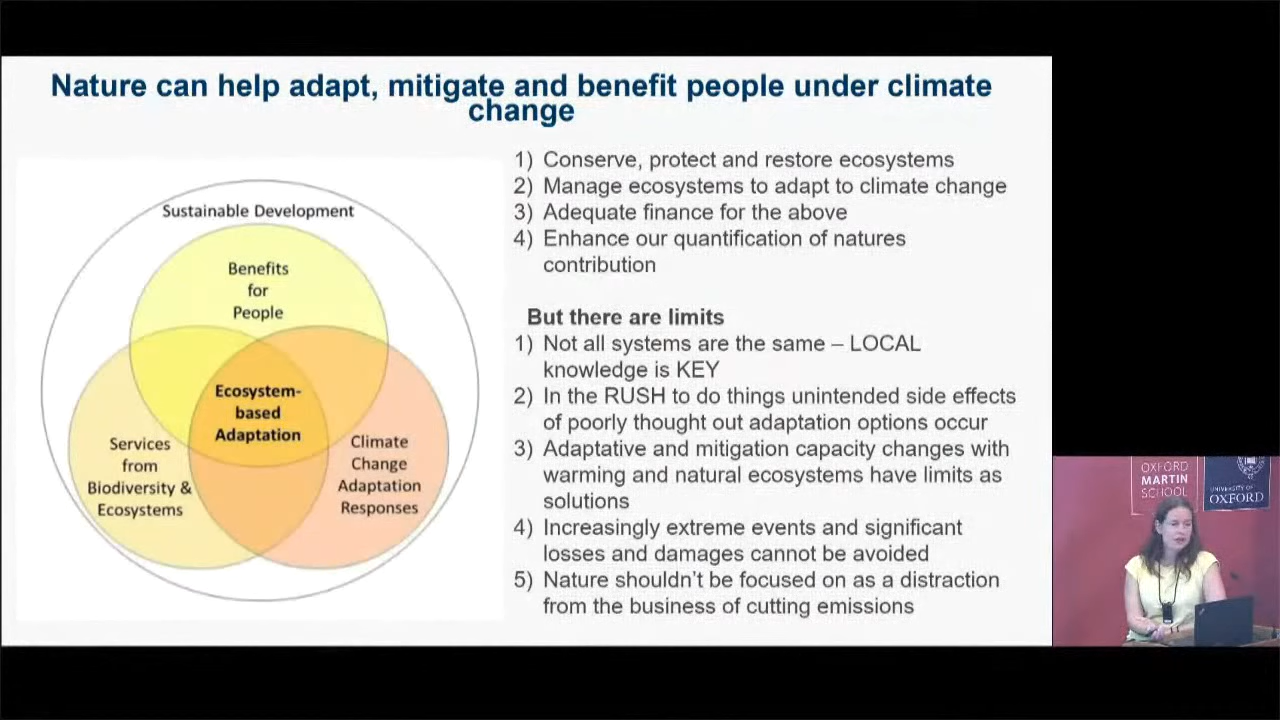 Nature can help adapt, mitigate and benefit people under climate
change
Sustainable Development
Benefits
for
People
Ecosystem-
based
Adaptation
Services
from
Biodiversity &
Ecosystems
Climate
Change
Adaptation
Responses
1) Conserve, protect and restore ecosystems
2) Manage ecosystems to adapt to climate change
3) Adequate finance for the above
4) Enhance our quantification of natures
contribution
But there are limits
1) Not all systems are the same – LOCAL
knowledge is KEY
2) In the RUSH to do things unintended side effects
of poorly thought out adaptation options occur
3) Adaptative and mitigation capacity changes with
warming and natural ecosystems have limits as
solutions
4) Increasingly extreme events and significant
losses and damages cannot be avoided
5) Nature shouldn't be focused on as a distraction
from the business of cutting emissions
OXFORD
MARTIN
SCHOOL
UNIVERSITY OF
OXFORD